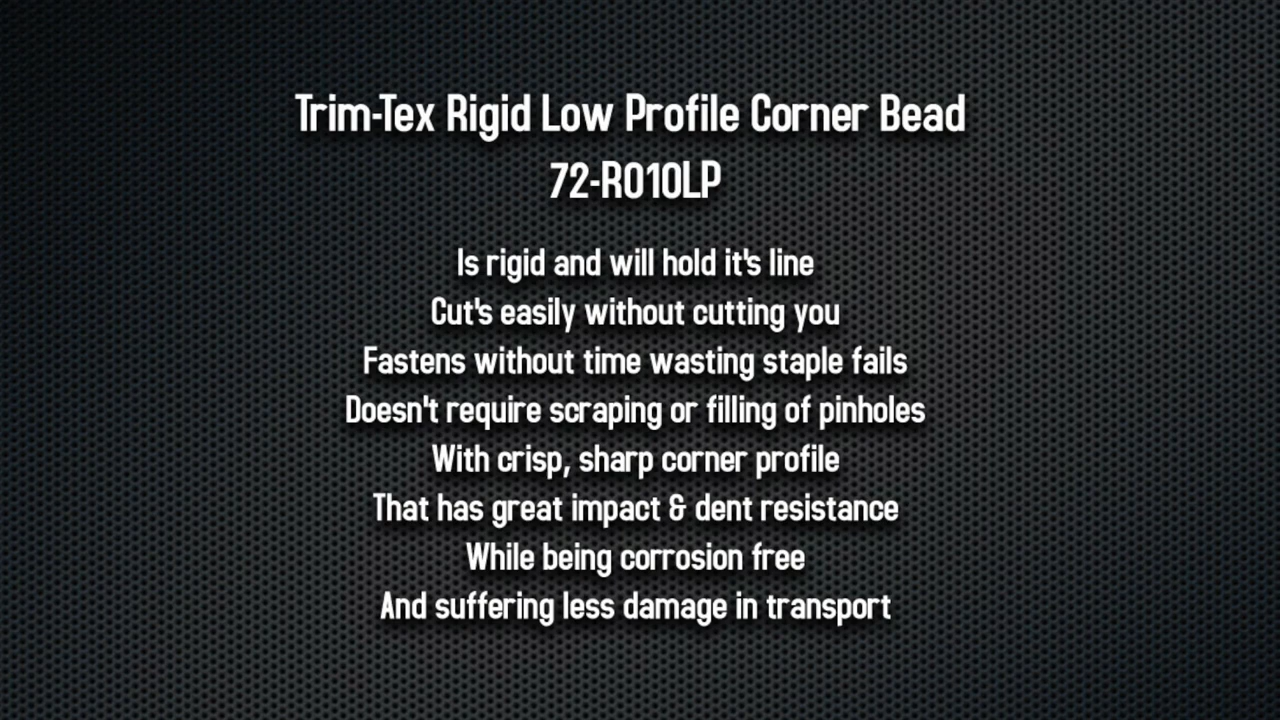 Trim-Tex Rigid Low Profile Corner Bead
72-R010LP
Is rigid and will hold it's line
Cut's easily without cutting you
Fastens without time wasting staple fails
Doesn't require scraping or filling of pinholes
With crisp, sharp corner profile
That has great impact & dent resistance
While being corrosion free
And suffering less damage in transport